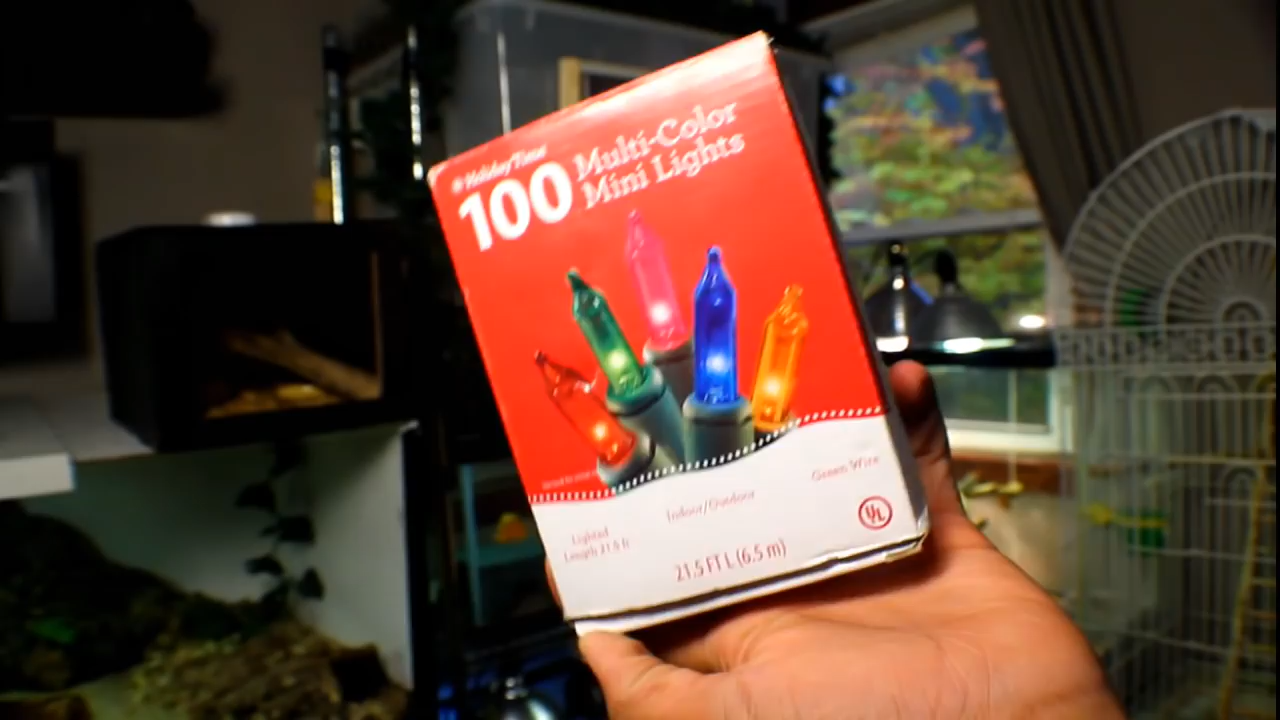 Holiday Time
100 Multi-Color
Mini Lights
Lighted
Length 21.5 ft
Indoor/Outdoor
Green Wire
UL
21.5 FT L (6.5 m)